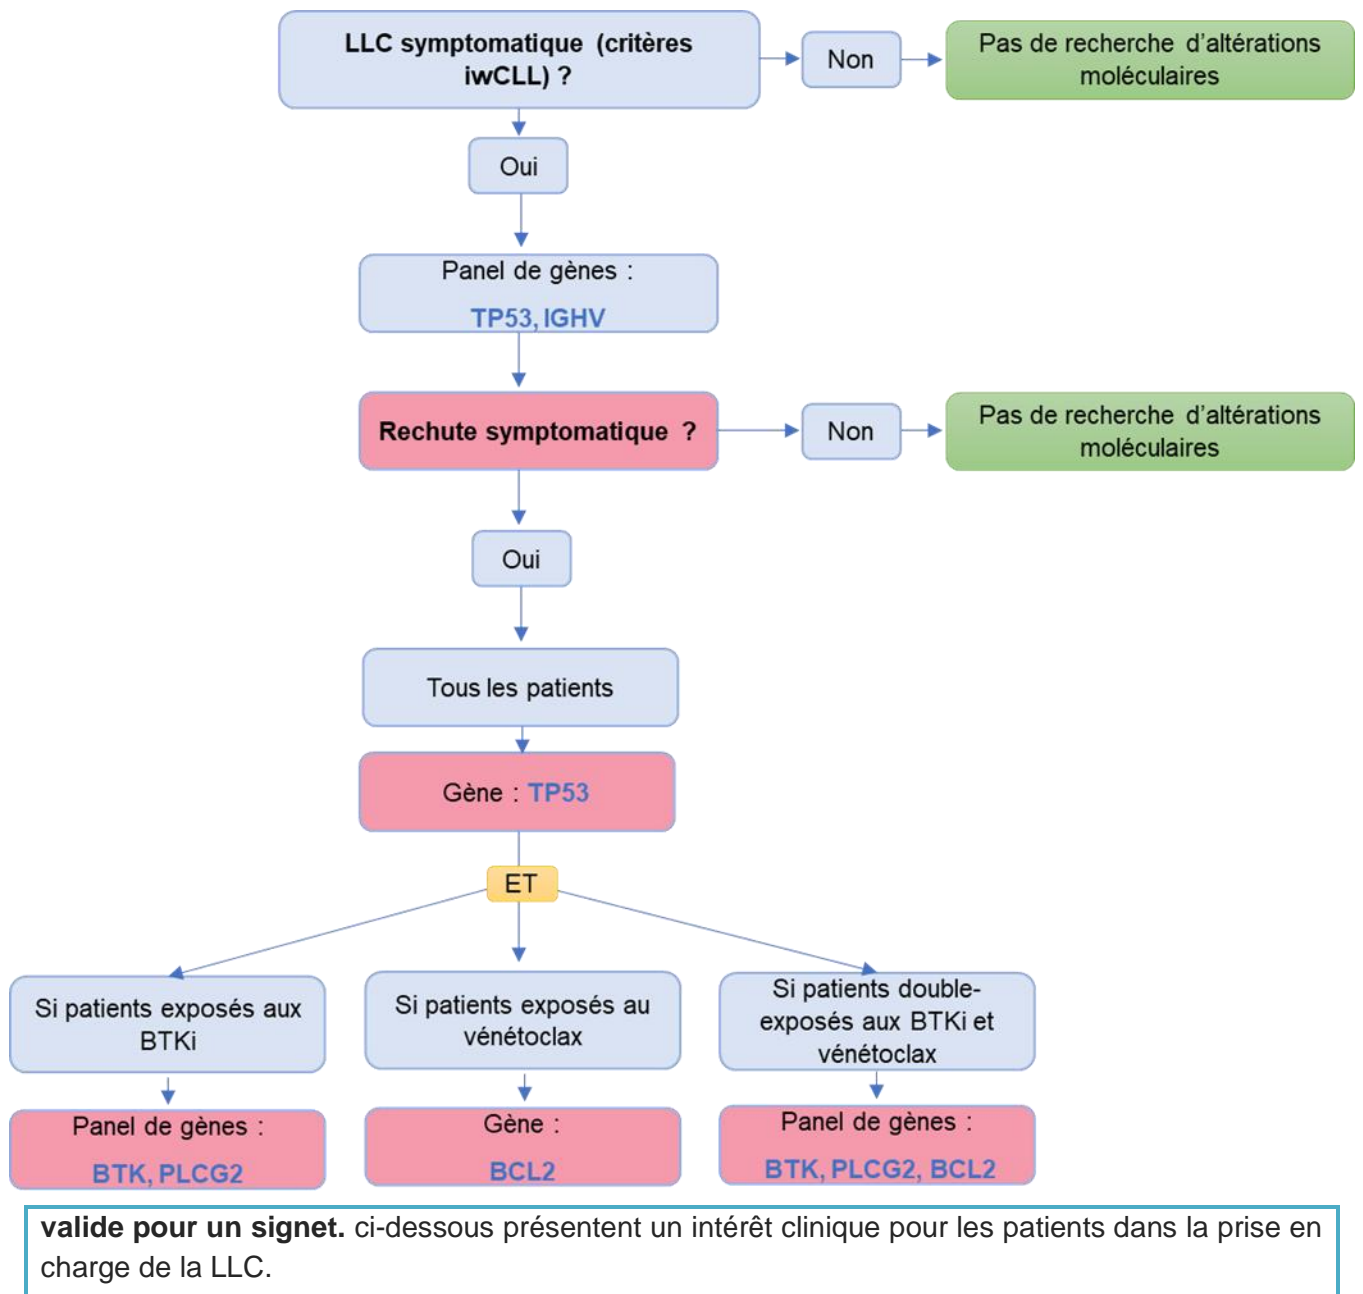 LLC symptomatique (critères
iwCLL) ?
Non
Pas de recherche d'altérations
moléculaires
Oui
Panel de gènes :
TP53, IGHV
Rechute symptomatique ?
Non
Pas de recherche d'altérations
moléculaires
Oui
Tous les patients
Gène : TP53
ET
Si patients exposés aux
BTKi
Si patients exposés au
vénétoclax
Si patients double-
exposés aux BTKi et
vénétoclax
Panel de gènes :
BTK, PLCG2
Gène :
BCL2
Panel de gènes :
BTK, PLCG2, BCL2
valide pour un signet. ci-dessous présentent un intérêt clinique pour les patients dans la prise en
charge de la LLC.